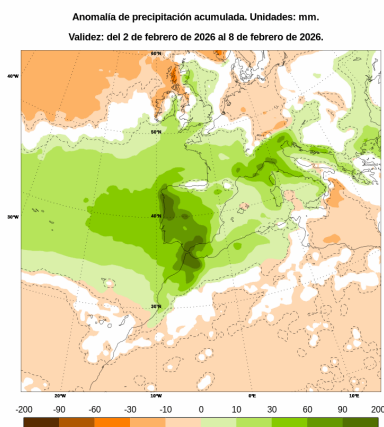 Anomalía de precipitación acumulada. Unidades: mm.
Validez: del 2 de febrero de 2026 al 8 de febrero de 2026.
60°N
40°W
50°N
40°N
30°W
30°N
20°W 10°W 0°E 10°E
-200 -90 -60 -30 -10 0 10 30 60 90 200